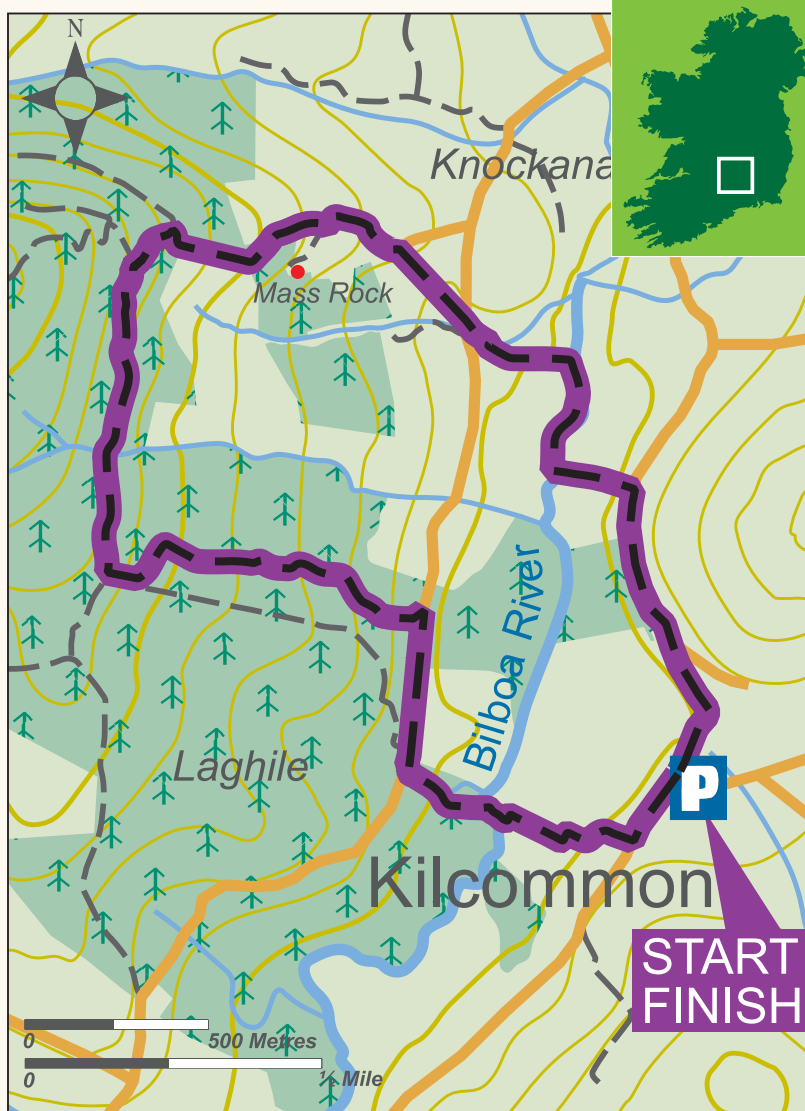 N
Knockana
Mass Rock
Bilboa River
Laghile
P
Kilcommon
START
FINISH
0 500 Metres
0 ½ Mile